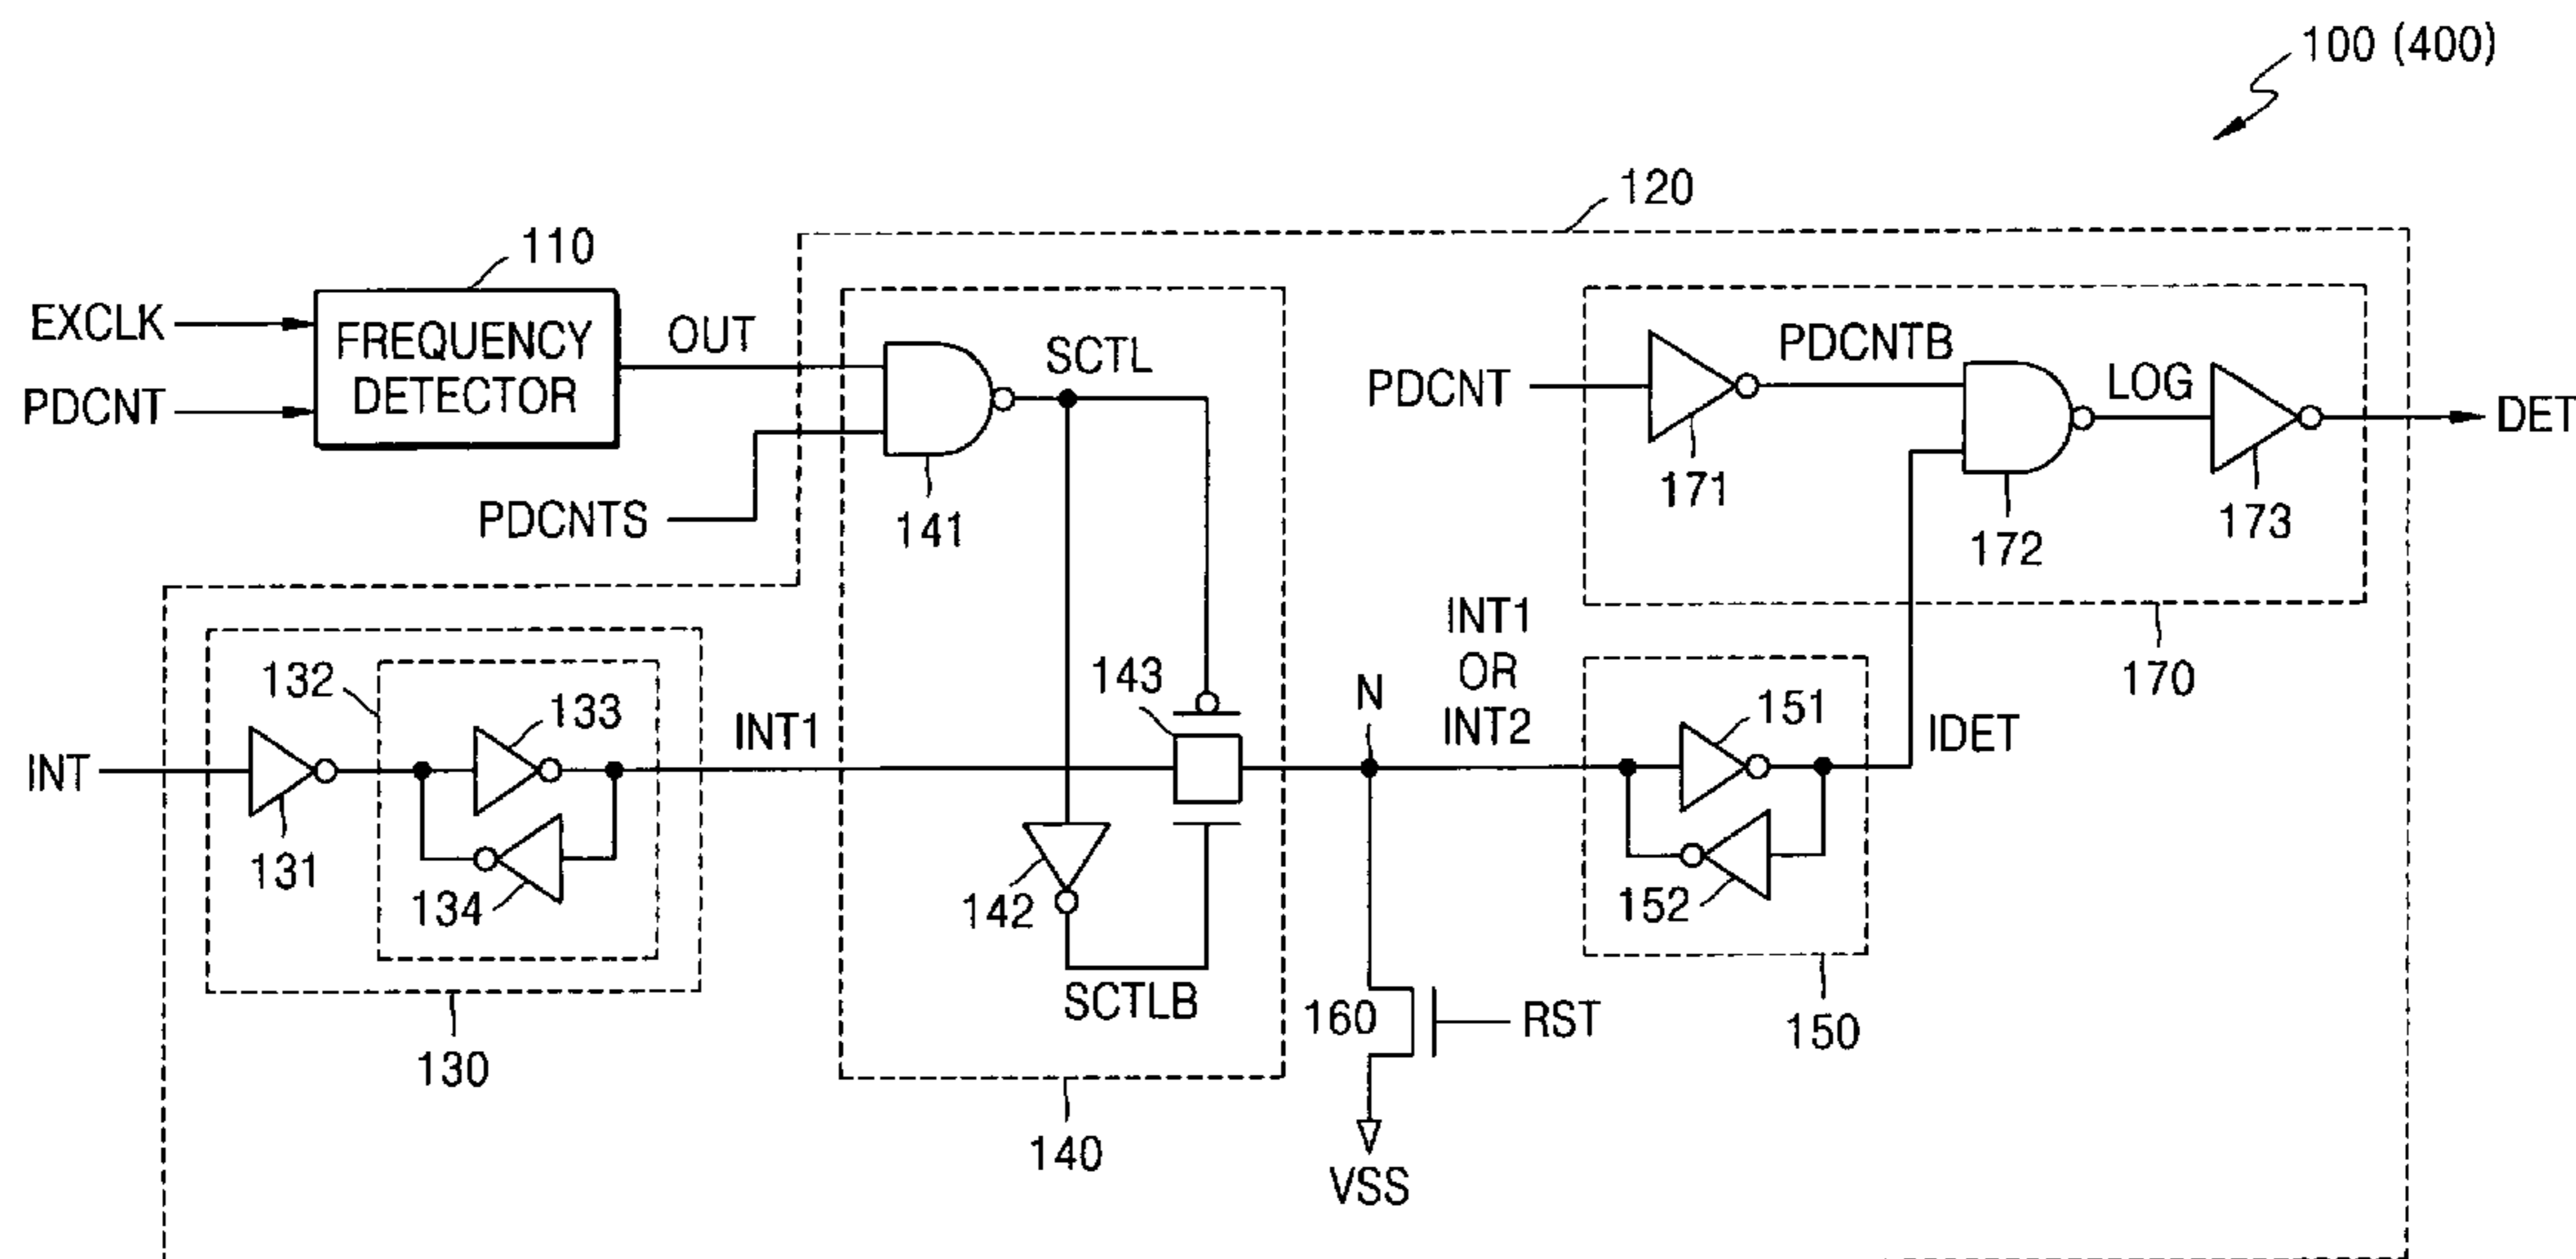 100 (400)
120
110
EXCLK
PDCNT
FREQUENCY
DETECTOR
OUT
SCTL
141
PDCNTS
PDCNT
PDCNTB
LOG
DET
171
172
173
170
INT
131
132
133
134
130
INT1
143
142
SCTLB
140
N
INT1
OR
INT2
160
RST
VSS
151
152
150
IDET